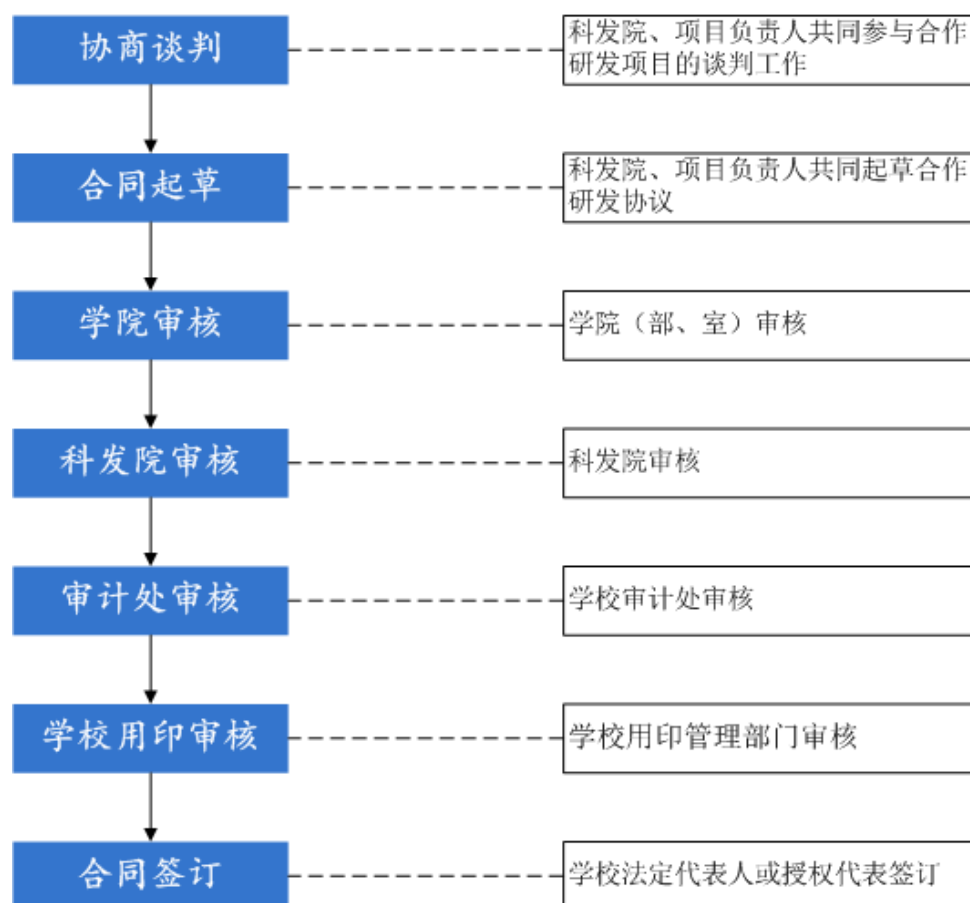 协商谈判
科发院、项目负责人共同参与合作
研发项目的谈判工作
合同起草
科发院、项目负责人共同起草合作
研发协议
学院审核
学院（部、室）审核
科发院审核
科发院审核
审计处审核
学校审计处审核
学校用印审核
学校用印管理部门审核
合同签订
学校法定代表人或授权代表签订